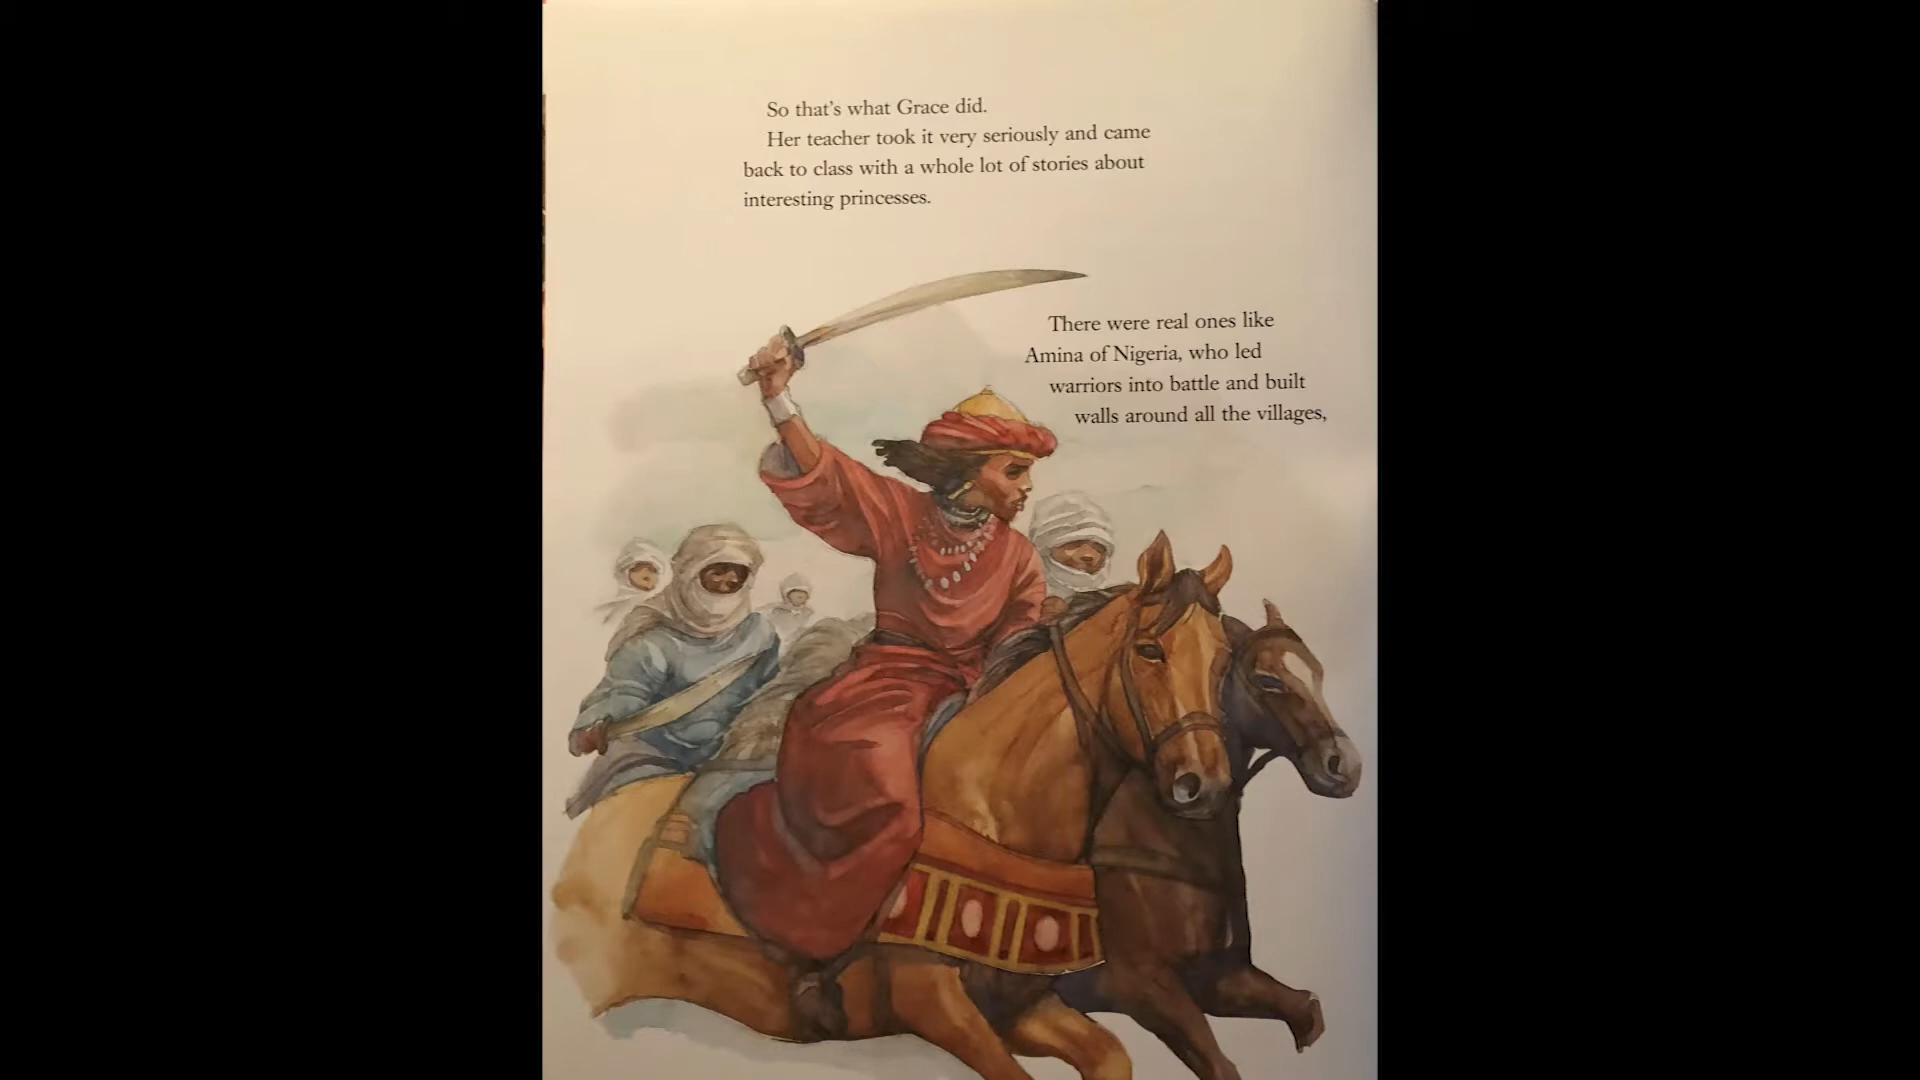 So that's what Grace did.
Her teacher took it very seriously and came
back to class with a whole lot of stories about
interesting princesses.
There were real ones like
Amina of Nigeria, who led
warriors into battle and built
walls around all the villages,